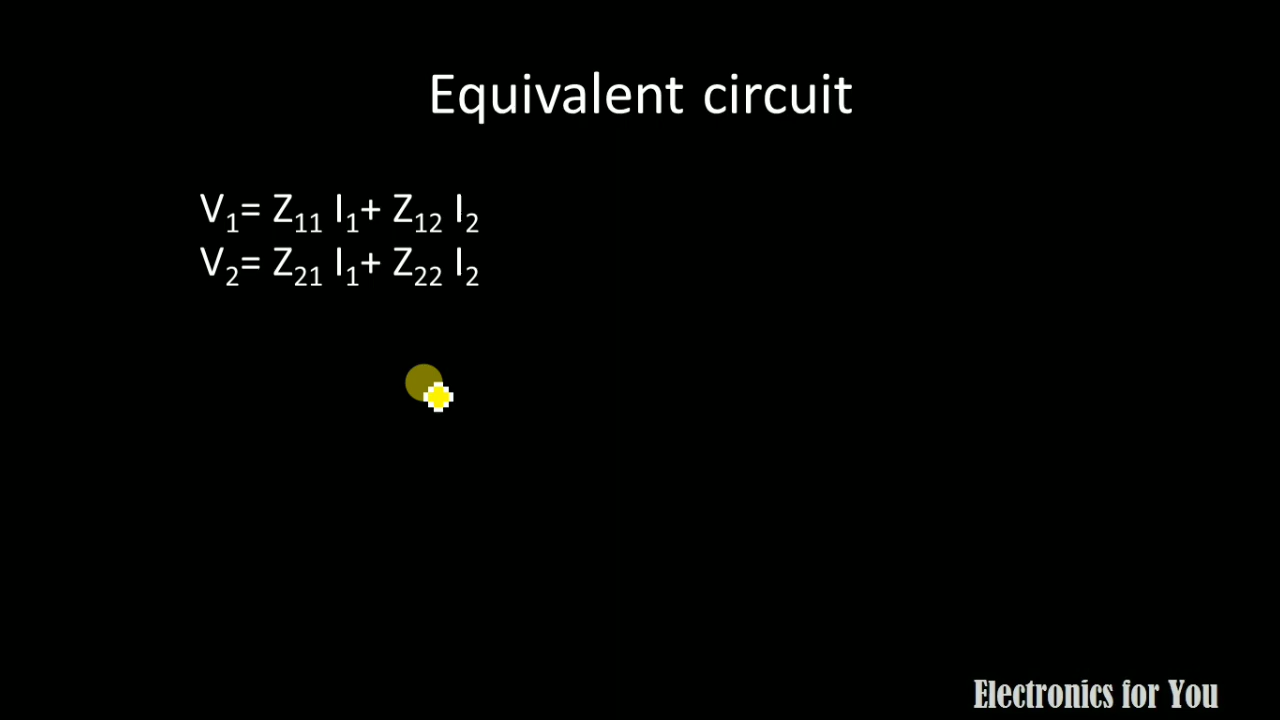 Equivalent circuit
V₁= Z₁₁ I₁+ Z₁₂ I₂
V₂= Z₂₁ I₁+ Z₂₂ I₂
Electronics for You